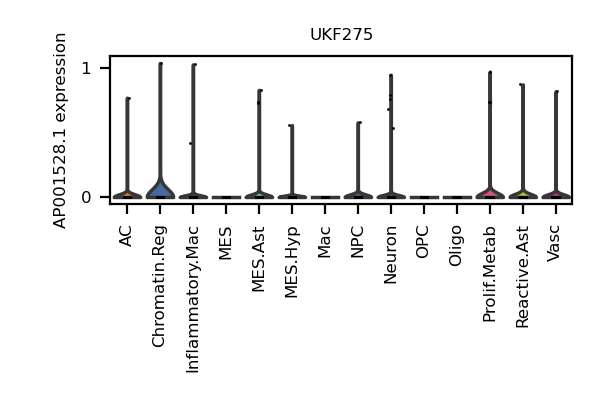 UKF275
AP001528.1 expression
1
0
AC
Chromatin.Reg
Inflammatory.Mac
MES
MES.Ast
MES.Hyp
Mac
NPC
Neuron
OPC
Oligo
Prolif.Metab
Reactive.Ast
Vasc